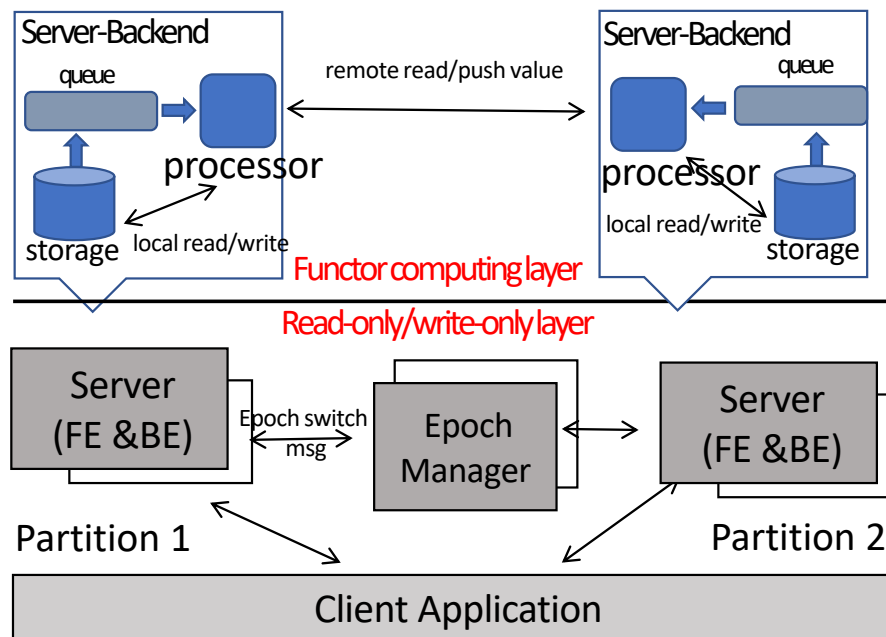 Server-Backend
queue
processor
storage
local read/write
remote read/push value
Server-Backend
queue
processor
local read/write
storage
Functor computing layer
Read-only/write-only layer
Server
(FE &BE)
Epoch switch
msg
Epoch
Manager
Server
(FE &BE)
Partition 1
Partition 2
Client Application